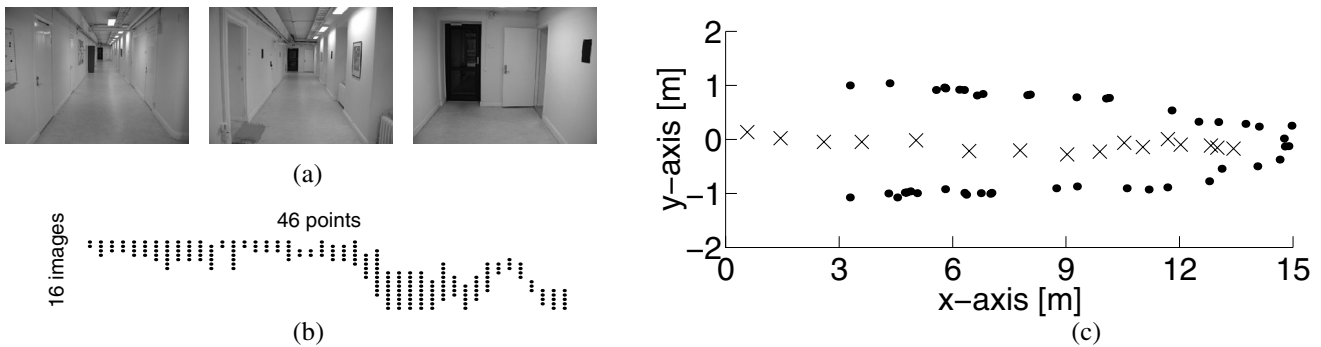 (a)
46 points
16 images
(b)
2
1
0
−1
−2
y−axis [m]
0 3 6 9 12 15
x−axis [m]
(c)